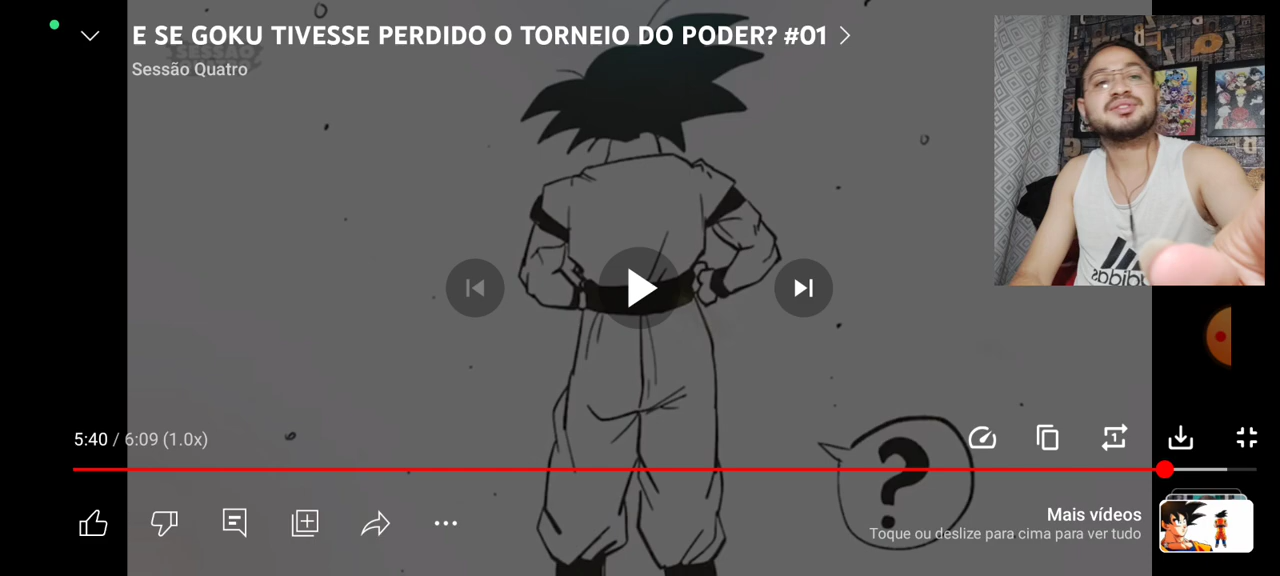 E SE GOKU TIVESSE PERDIDO O TORNEIO DO PODER? #01
Sessão Quatro
adidas
?
5:40 / 6:09 (1.0x)
1
Mais vídeos
Toque ou deslize para cima para ver tudo